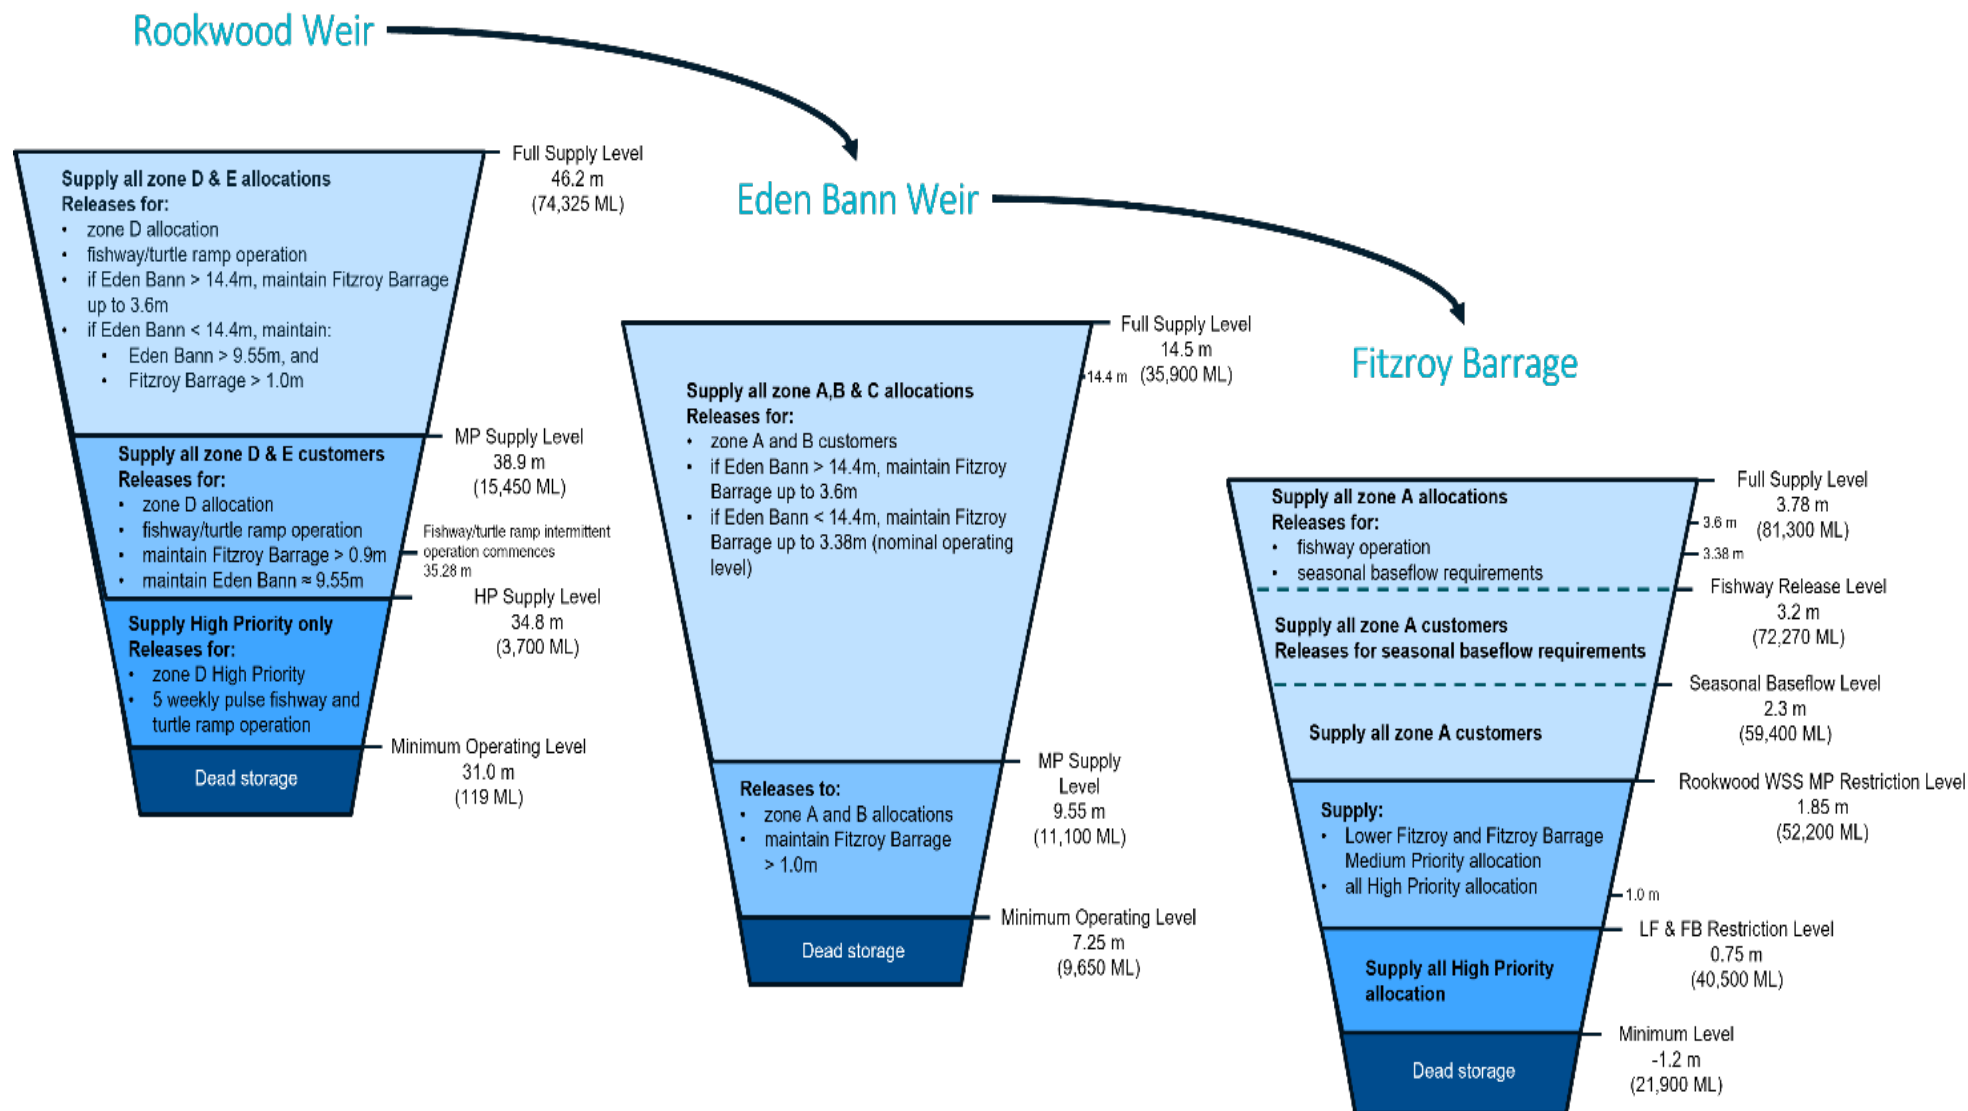 Rookwood Weir
Full Supply Level
46.2 m
(74,325 ML)
Supply all zone D & E allocations
Releases for:
• zone D allocation
• fishway/turtle ramp operation
• if Eden Bann > 14.4m, maintain Fitzroy Barrage
up to 3.6m
• if Eden Bann < 14.4m, maintain:
• Eden Bann > 9.55m, and
• Fitzroy Barrage > 1.0m
MP Supply Level
38.9 m
(15,450 ML)
Supply all zone D & E customers
Releases for:
• zone D allocation
• fishway/turtle ramp operation
• maintain Fitzroy Barrage > 0.9m
• maintain Eden Bann ≈ 9.55m
Fishway/turtle ramp intermittent
operation commences
35.28 m
HP Supply Level
34.8 m
(3,700 ML)
Supply High Priority only
Releases for:
• zone D High Priority
• 5 weekly pulse fishway and
turtle ramp operation
Minimum Operating Level
31.0 m
(119 ML)
Dead storage
Eden Bann Weir
Full Supply Level
14.5 m
(35,900 ML)
14.4 m
Supply all zone A,B & C allocations
Releases for:
• zone A and B customers
• if Eden Bann > 14.4m, maintain Fitzroy
Barrage up to 3.6m
• if Eden Bann < 14.4m, maintain Fitzroy
Barrage up to 3.38m (nominal operating
level)
MP Supply
Level
9.55 m
(11,100 ML)
Releases to:
• zone A and B allocations
• maintain Fitzroy Barrage
> 1.0m
Minimum Operating Level
7.25 m
(9,650 ML)
Dead storage
Fitzroy Barrage
Full Supply Level
3.78 m
(81,300 ML)
3.6 m
3.38 m
Supply all zone A allocations
Releases for:
• fishway operation
• seasonal baseflow requirements
Fishway Release Level
3.2 m
(72,270 ML)
Supply all zone A customers
Releases for seasonal baseflow requirements
Seasonal Baseflow Level
2.3 m
(59,400 ML)
Supply all zone A customers
Rookwood WSS MP Restriction Level
1.85 m
(52,200 ML)
Supply:
• Lower Fitzroy and Fitzroy Barrage
Medium Priority allocation
• all High Priority allocation
1.0 m
LF & FB Restriction Level
0.75 m
(40,500 ML)
Supply all High Priority
allocation
Minimum Level
-1.2 m
(21,900 ML)
Dead storage